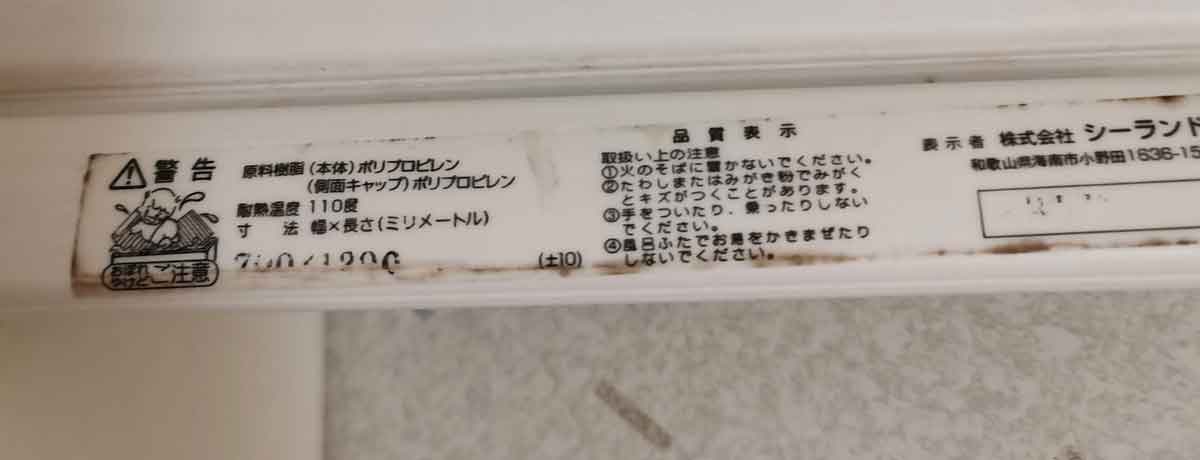 警告
おぼれ
やけど
ご注意
原料樹脂(本体)ポリプロピレン
(側面キャップ)ポリプロピレン
耐熱温度 110度
寸 法 幅×長さ(ミリメートル)
(±10)
品質表示
取扱い上の注意
①火のそばに置かないでください。
②たわしまたはみがき粉でみがく
とキズがつくことがあります。
③手をついたり、乗ったりしない
でください。
④風呂ふたでお湯をかきまぜたり
しないでください。
表示者 株式会社 シーランド
和歌山県海南市小野田1636-15